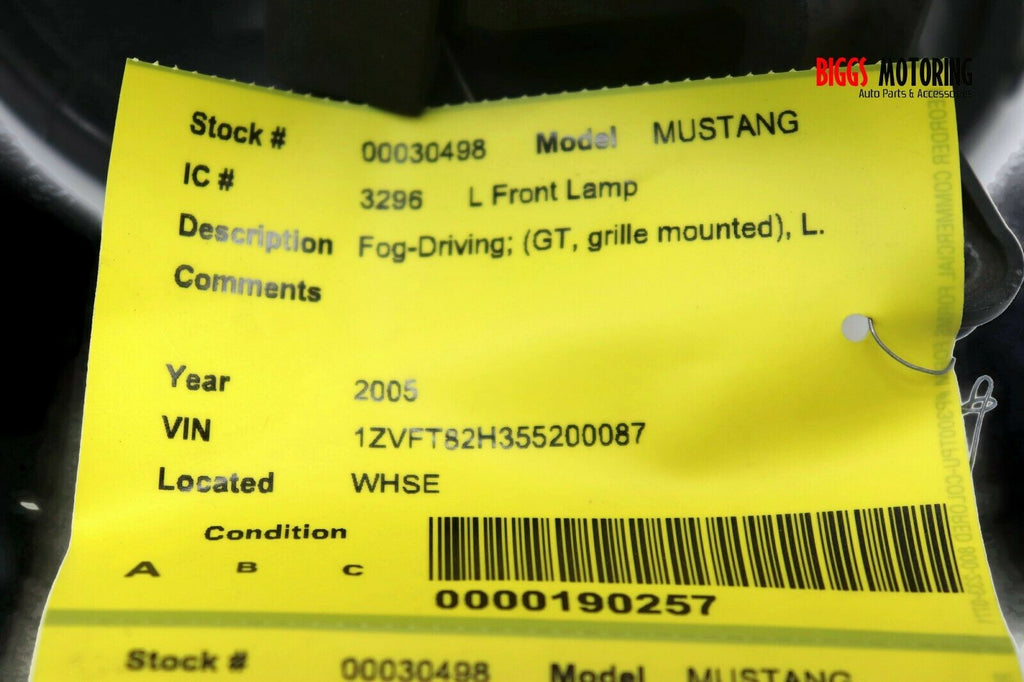 BIGGS MOTORING
Auto Parts & Accessories
Stock # 00030498 Model MUSTANG
IC # 3296 L Front Lamp
Description Fog-Driving; (GT, grille mounted), L.
Comments
Year 2005
VIN 1ZVFT82H355200087
Located WHSE
Condition
A B C
0000190257
Stock # 00030498 Model MUSTANG